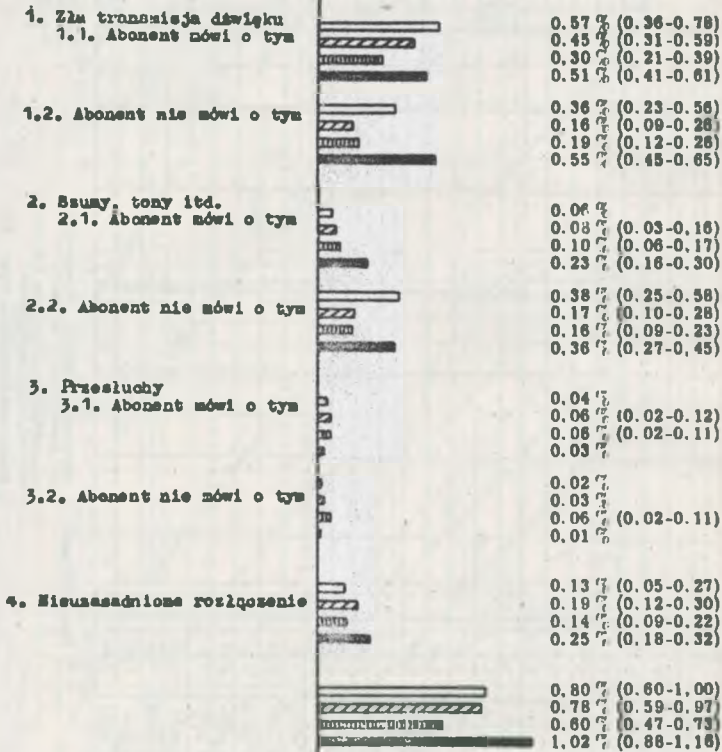 1. Zła transmisja dźwięku
1.1. Abonent mówi o tym
0.57 % (0.36-0.78)
0.45 % (0.31-0.59)
0.30 % (0.21-0.39)
0.51 % (0.41-0.61)
1.2. Abonent nie mówi o tym
0.36 % (0.23-0.56)
0.16 % (0.09-0.28)
0.19 % (0.12-0.26)
0.55 % (0.45-0.65)
2. Szumy, tony itd.
2.1. Abonent mówi o tym
0.06 %
0.08 % (0.03-0.16)
0.10 % (0.06-0.17)
0.23 % (0.16-0.30)
2.2. Abonent nie mówi o tym
0.38 % (0.25-0.58)
0.17 % (0.10-0.28)
0.16 % (0.09-0.23)
0.36 % (0.27-0.45)
3. Przesłuchy
3.1. Abonent mówi o tym
0.04 %
0.06 % (0.02-0.12)
0.06 % (0.02-0.11)
0.03 %
3.2. Abonent nie mówi o tym
0.02 %
0.03 %
0.06 % (0.02-0.11)
0.01 %
4. Nieuzasadnione rozłączenie
0.13 % (0.05-0.27)
0.19 % (0.12-0.30)
0.14 % (0.09-0.22)
0.25 % (0.18-0.32)
0.80 % (0.60-1.00)
0.78 % (0.59-0.97)
0.60 % (0.47-0.73)
1.02 % (0.88-1.16)